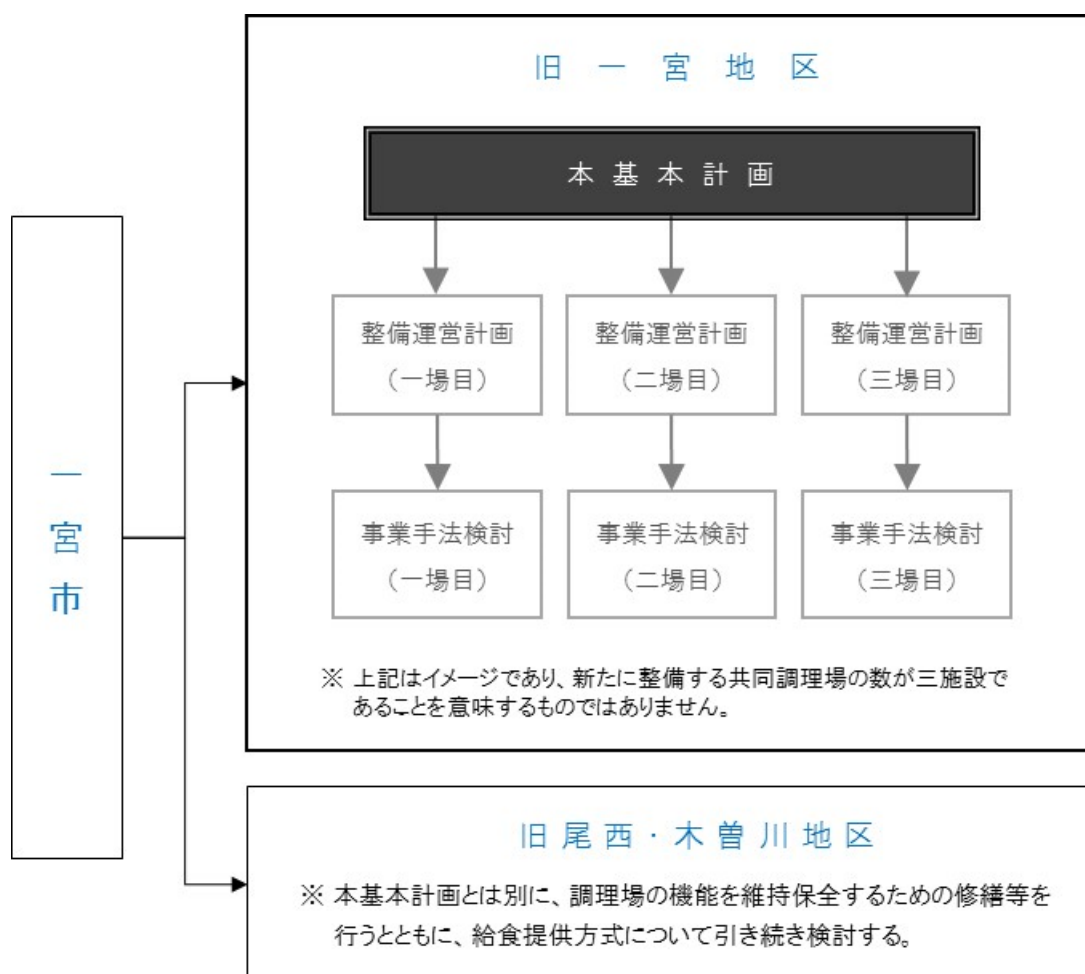 一宮市
旧一宮地区
本基本計画
整備運営計画
（一場目）
整備運営計画
（二場目）
整備運営計画
（三場目）
事業手法検討
（一場目）
事業手法検討
（二場目）
事業手法検討
（三場目）
※ 上記はイメージであり、新たに整備する共同調理場の数が三施設で
あることを意味するものではありません。
旧尾西・木曽川地区
※ 本基本計画とは別に、調理場の機能を維持保全するための修繕等を
行うとともに、給食提供方式について引き続き検討する。